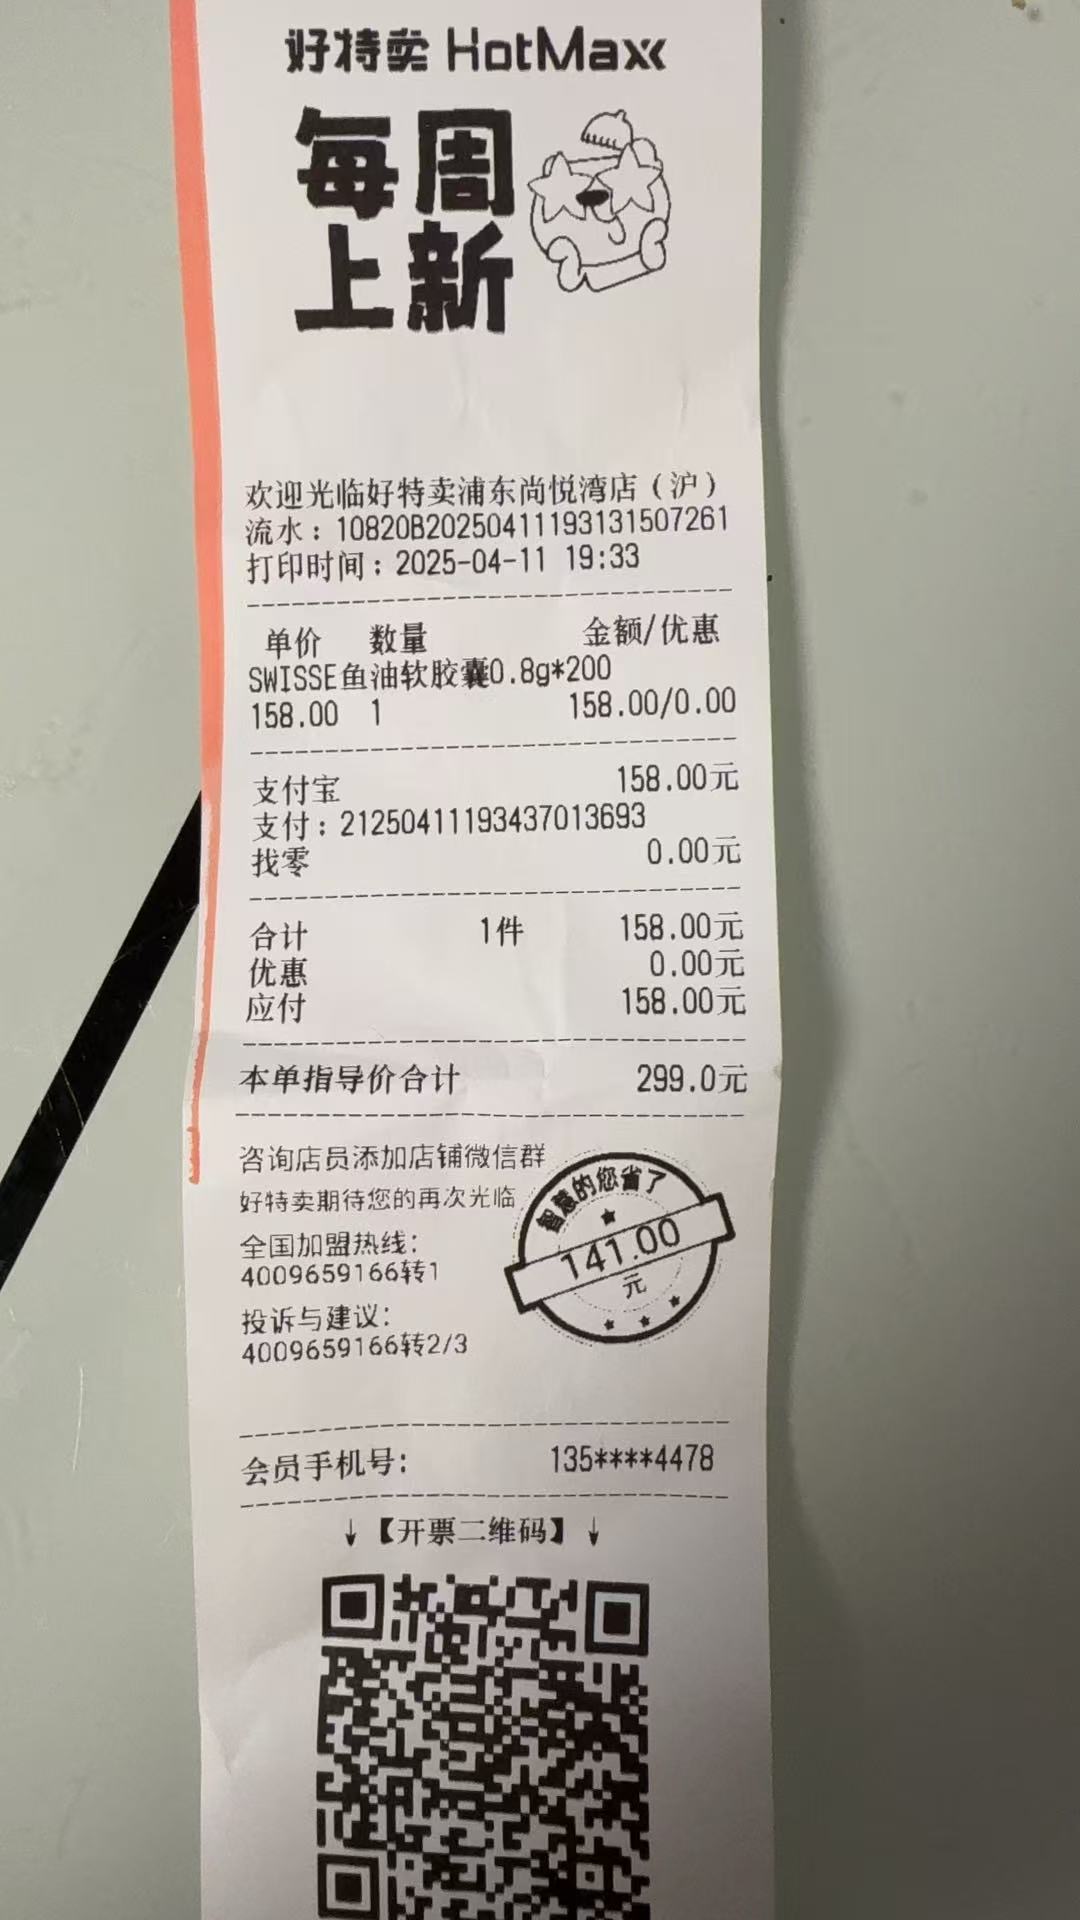 好特卖 HotMaxx
每周
上新
欢迎光临好特卖浦东尚悦湾店（沪）
流水：10820B20250411193131507261
打印时间：2025-04-11 19:33
单价 数量 金额/优惠
SWISSE鱼油软胶囊0.8g*200
158.00 1 158.00/0.00
支付宝 158.00元
支付：21250411193437013693
找零 0.00元
合计 1件 158.00元
优惠 0.00元
应付 158.00元
本单指导价合计 299.0元
咨询店员添加店铺微信群
好特卖期待您的再次光临
全国加盟热线：
4009659166转1
投诉与建议：
4009659166转2/3
智慧的您省了
141.00
元
会员手机号： 135****4478
↓【开票二维码】↓